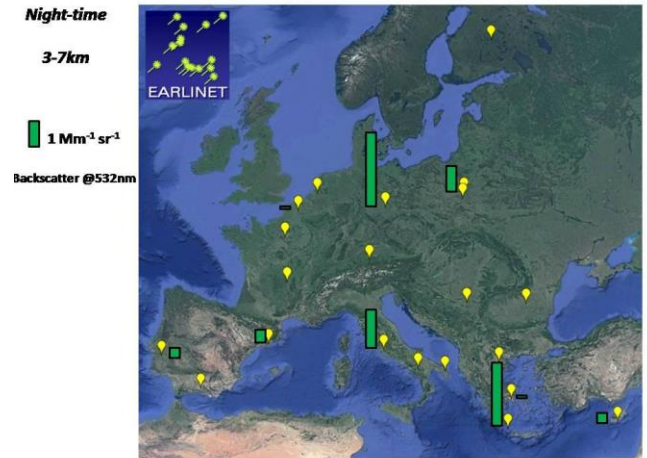 Night-time
3-7km
1 Mm⁻¹ sr⁻¹
Backscatter @532nm
EARLINET